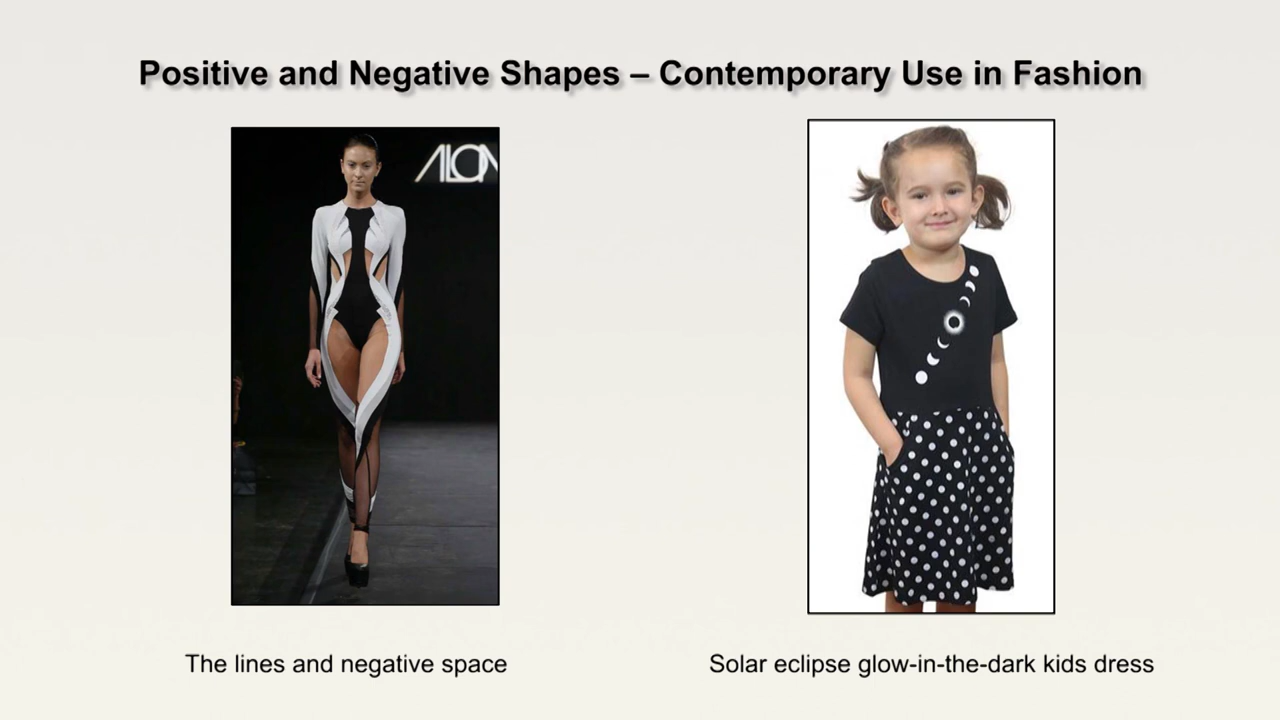 Positive and Negative Shapes – Contemporary Use in Fashion
The lines and negative space
Solar eclipse glow-in-the-dark kids dress